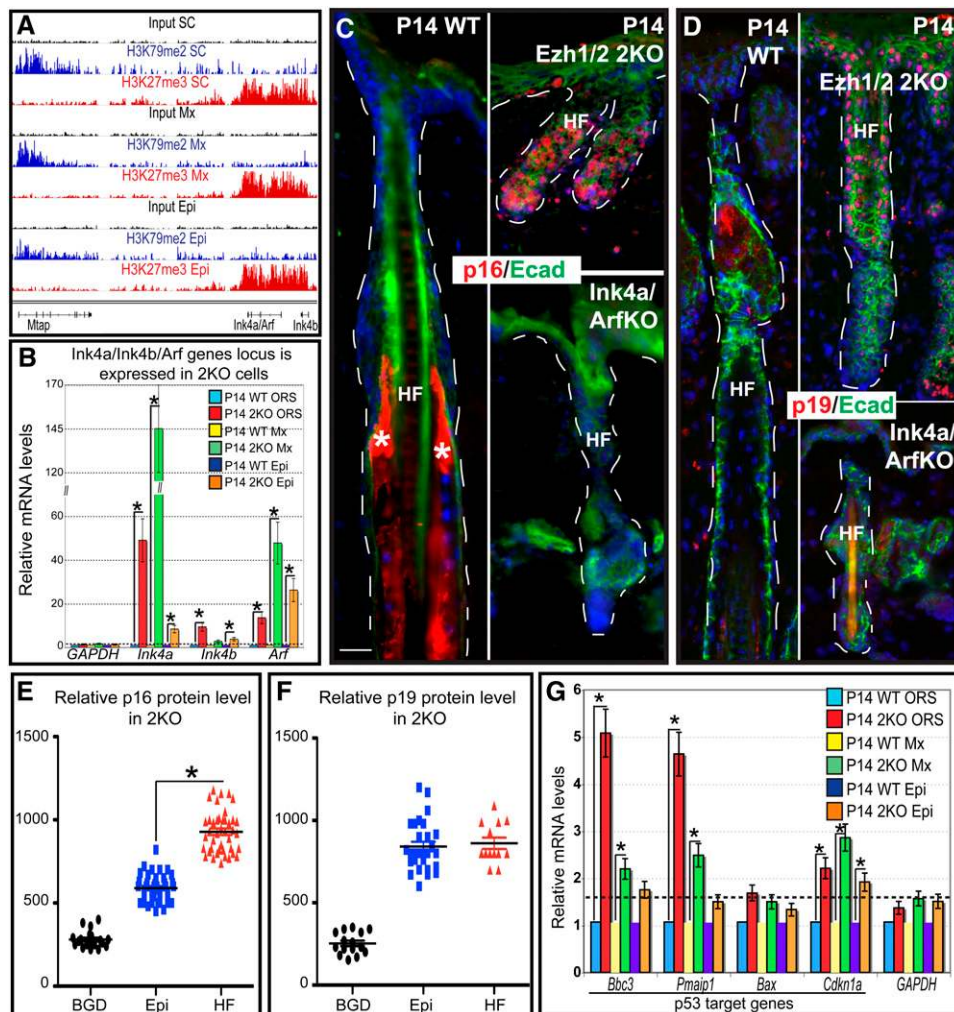 A
Input SC
H3K79me2 SC
H3K27me3 SC
Input Mx
H3K79me2 Mx
H3K27me3 Mx
Input Epi
H3K79me2 Epi
H3K27me3 Epi
Mtap
Ink4a/Arf
Ink4b
B
Ink4a/Ink4b/Arf genes locus is
expressed in 2KO cells
Relative mRNA levels
170
145
120
60
40
20
0
P14 WT ORS
P14 2KO ORS
P14 WT Mx
P14 2KO Mx
P14 WT Epi
P14 2KO Epi
* * * * * * * *
GAPDH
Ink4a
Ink4b
Arf
C
P14 WT
HF
* *
P14
Ezh1/2 2KO
HF
p16/Ecad
Ink4a/
ArfKO
HF
D
P14
WT
HF
P14
Ezh1/2 2KO
HF
p19/Ecad
Ink4a/
ArfKO
HF
E
Relative p16 protein level
in 2KO
1500
1000
500
0
*
BGD
Epi
HF
F
Relative p19 protein level
in 2KO
1500
1000
500
0
BGD
Epi
HF
G
Relative mRNA levels
6
5
4
3
2
1
0
P14 WT ORS
P14 2KO ORS
P14 WT Mx
P14 2KO Mx
P14 WT Epi
P14 2KO Epi
* * * * * * *
Bbc3
Pmaip1
Bax
Cdkn1a
GAPDH
p53 target genes